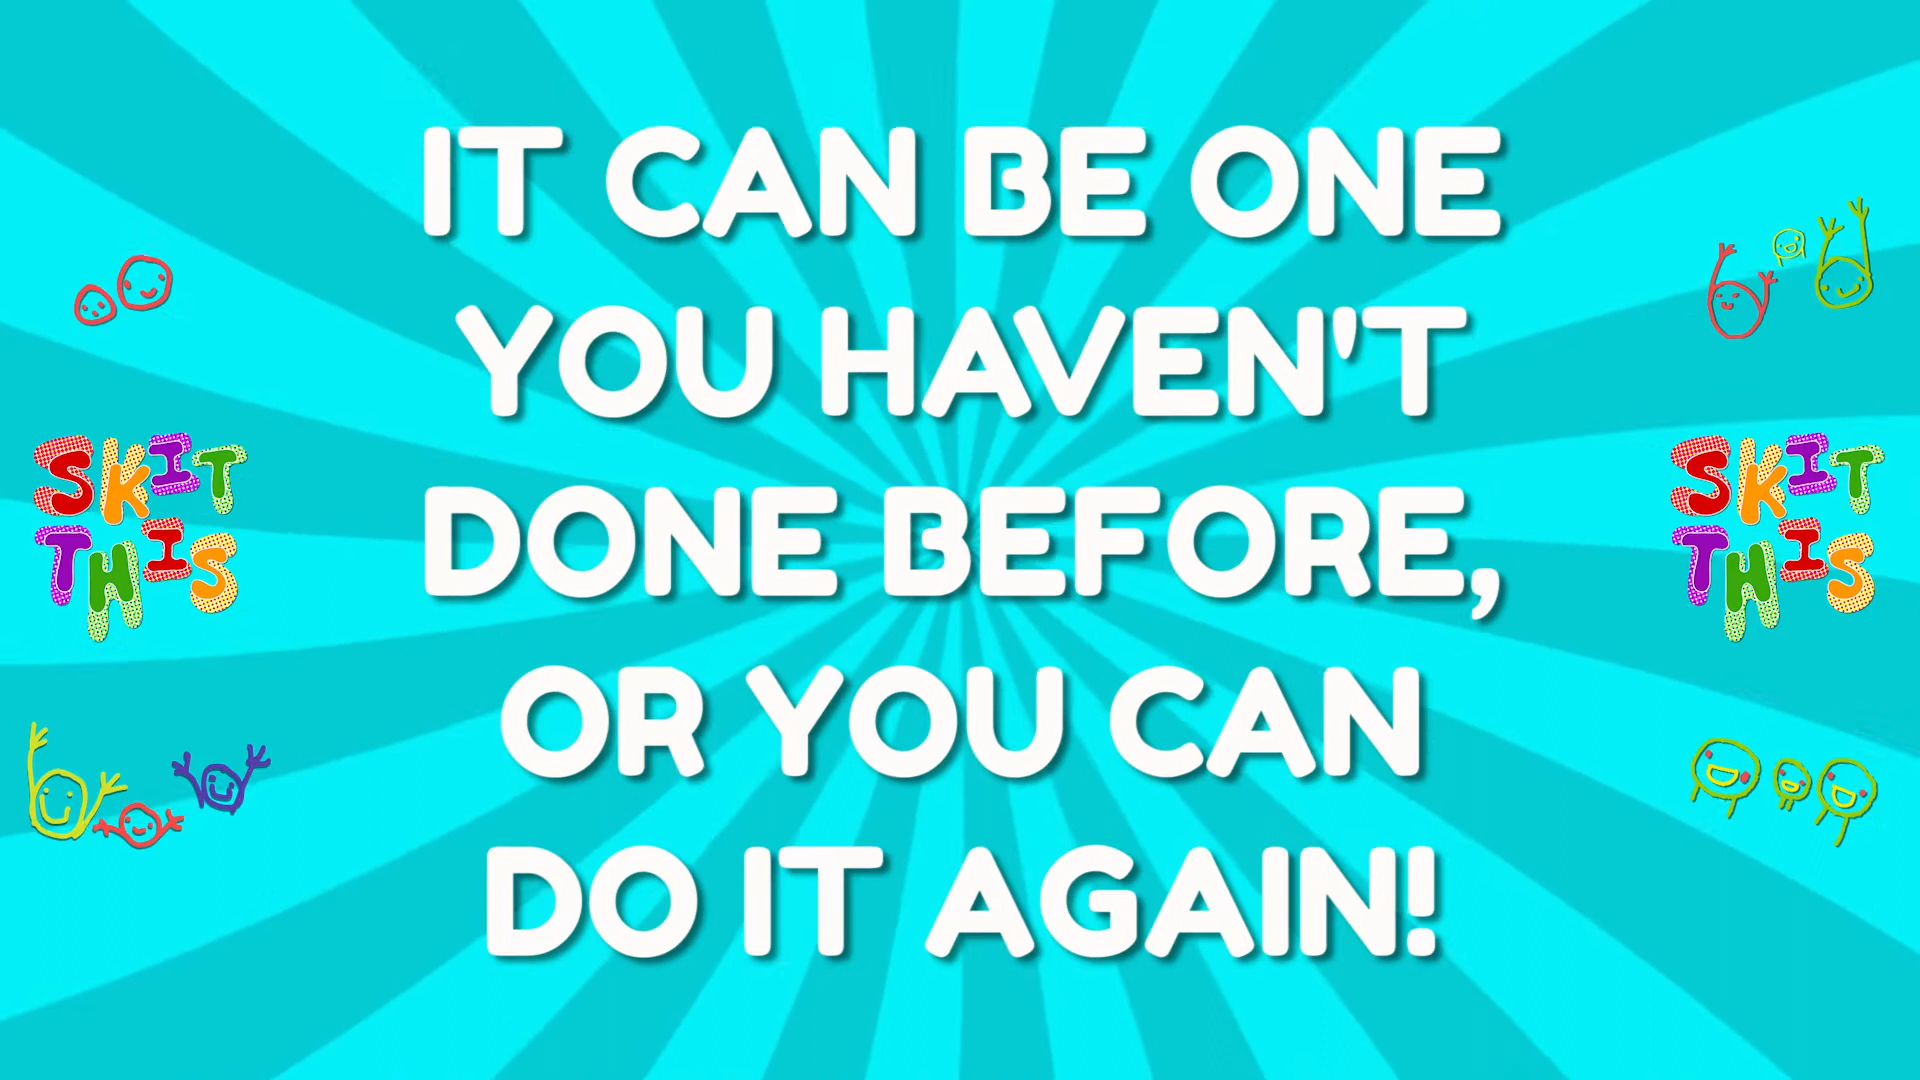 IT CAN BE ONE
YOU HAVEN'T
DONE BEFORE,
OR YOU CAN
DO IT AGAIN!
SKIT
THIS
SKIT
THIS